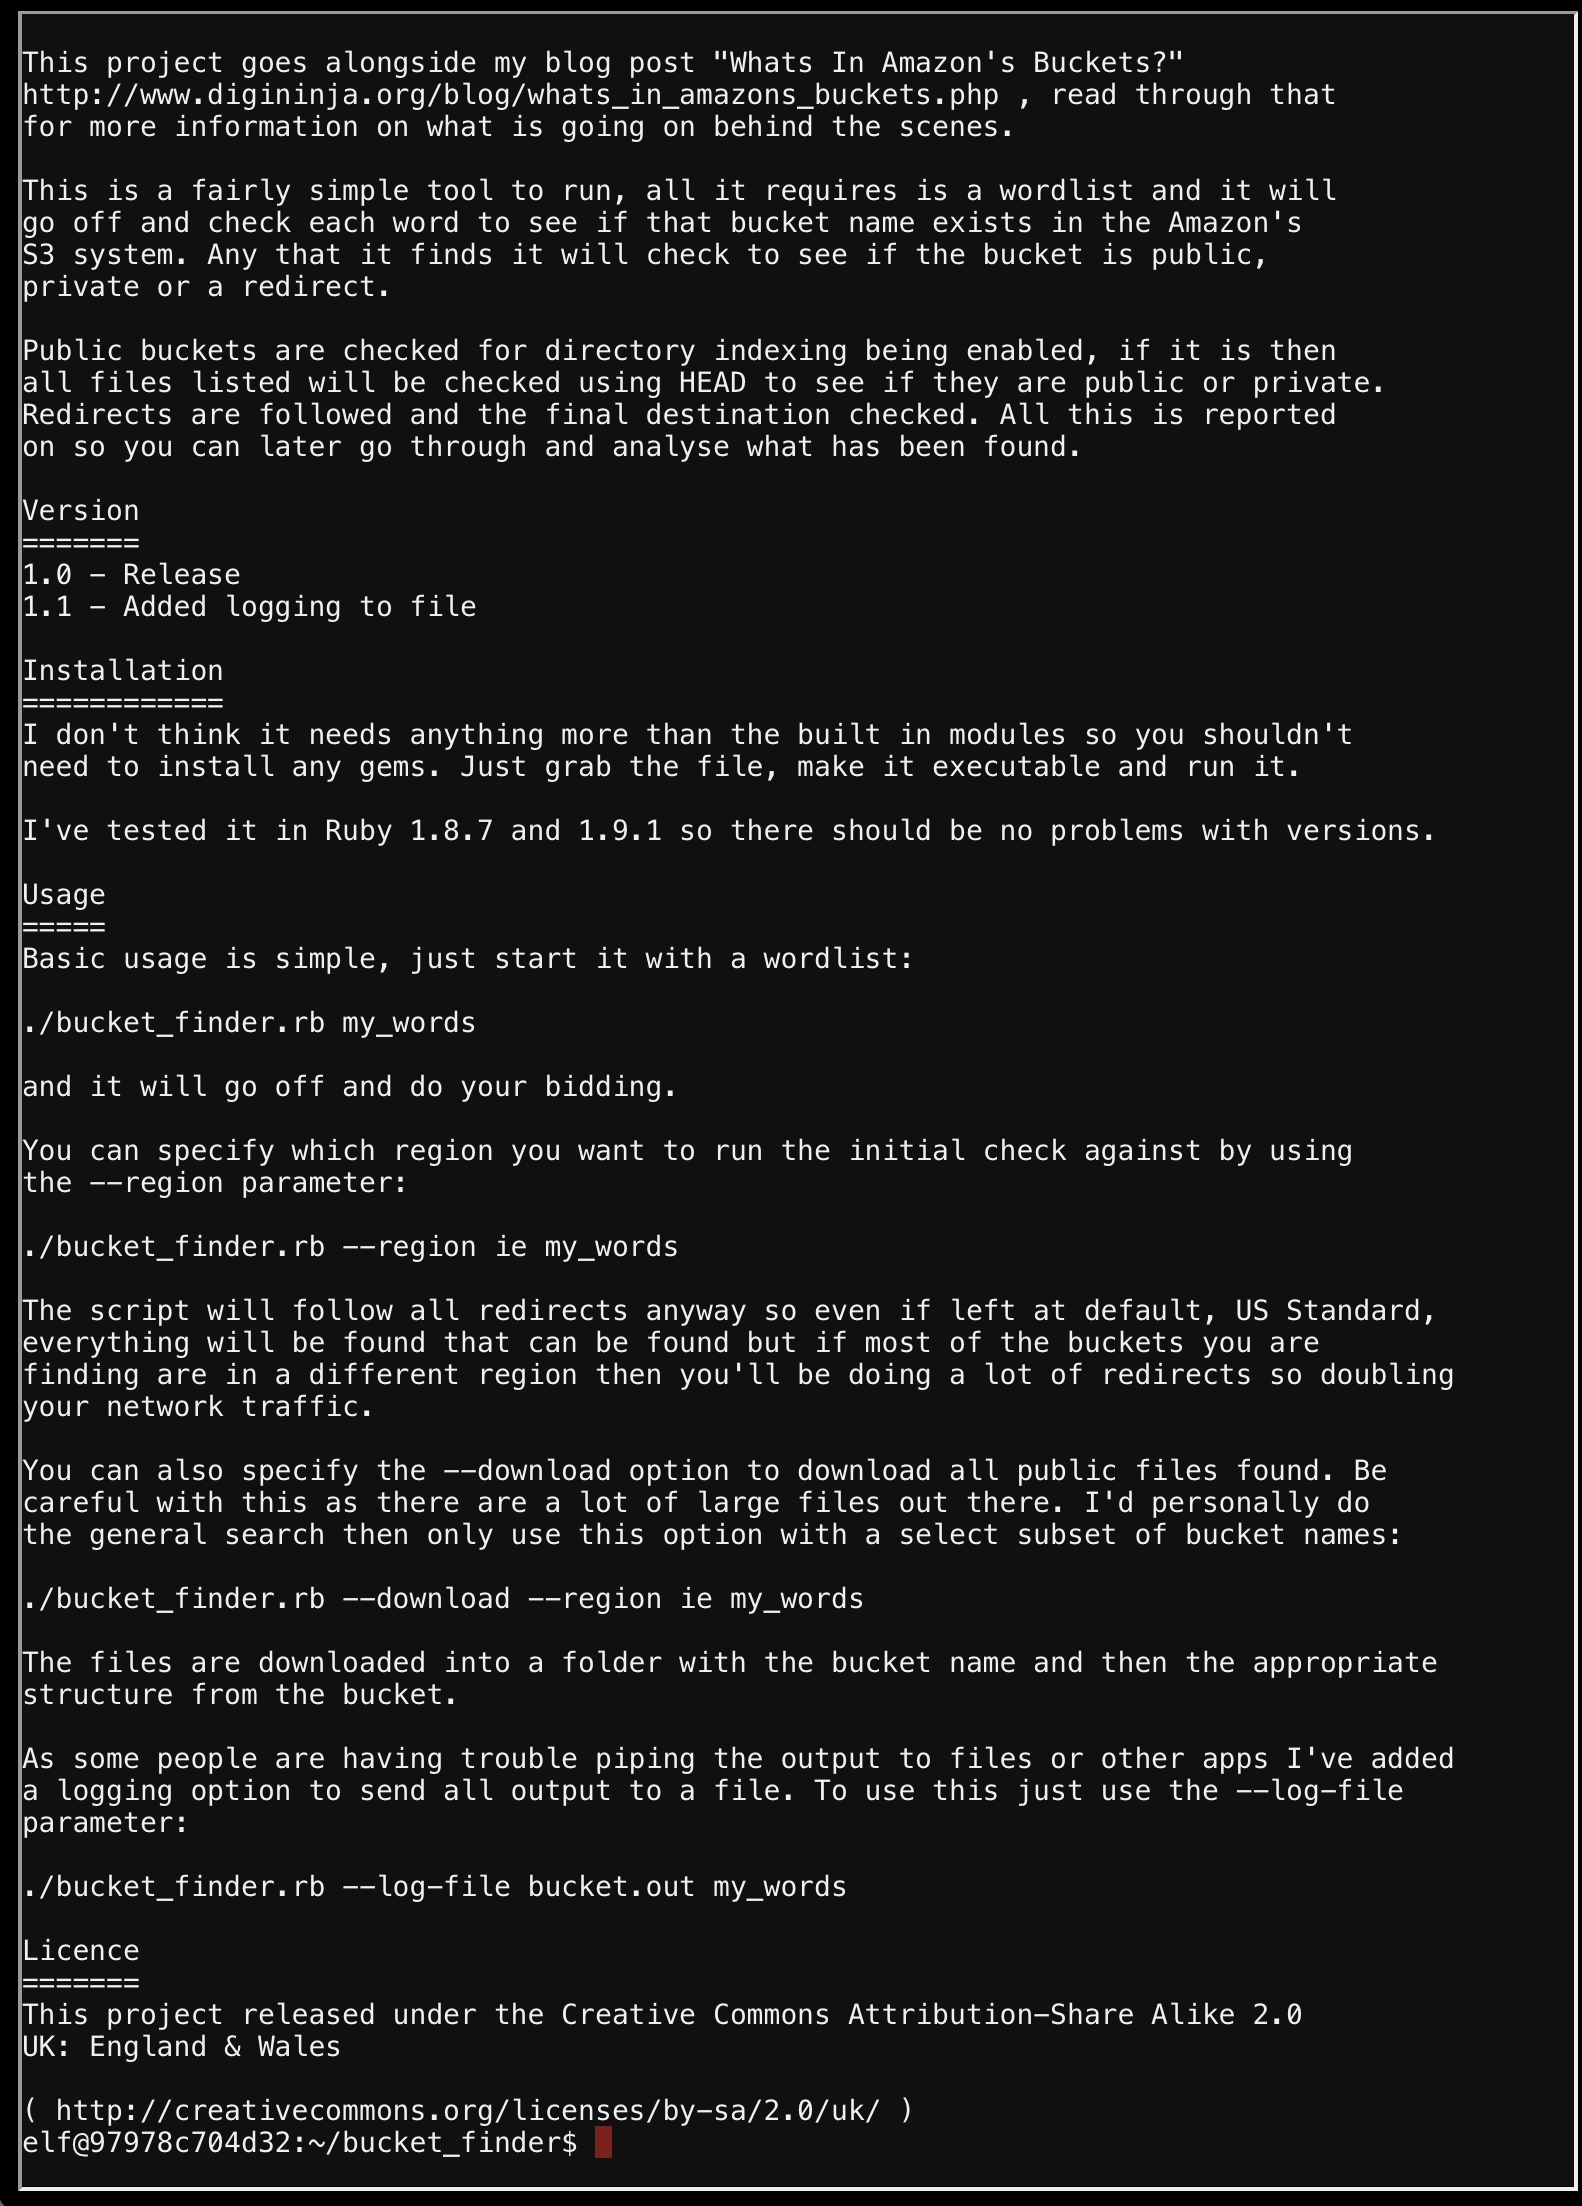 This project goes alongside my blog post "Whats In Amazon's Buckets?"
http://www.digininja.org/blog/whats_in_amazons_buckets.php , read through that
for more information on what is going on behind the scenes.

This is a fairly simple tool to run, all it requires is a wordlist and it will
go off and check each word to see if that bucket name exists in the Amazon's
S3 system. Any that it finds it will check to see if the bucket is public,
private or a redirect.

Public buckets are checked for directory indexing being enabled, if it is then
all files listed will be checked using HEAD to see if they are public or private.
Redirects are followed and the final destination checked. All this is reported
on so you can later go through and analyse what has been found.

Version
=======
1.0 - Release
1.1 - Added logging to file

Installation
============
I don't think it needs anything more than the built in modules so you shouldn't
need to install any gems. Just grab the file, make it executable and run it.

I've tested it in Ruby 1.8.7 and 1.9.1 so there should be no problems with versions.

Usage
=====
Basic usage is simple, just start it with a wordlist:

./bucket_finder.rb my_words

and it will go off and do your bidding.

You can specify which region you want to run the initial check against by using
the --region parameter:

./bucket_finder.rb --region ie my_words

The script will follow all redirects anyway so even if left at default, US Standard,
everything will be found that can be found but if most of the buckets you are
finding are in a different region then you'll be doing a lot of redirects so doubling
your network traffic.

You can also specify the --download option to download all public files found. Be
careful with this as there are a lot of large files out there. I'd personally do
the general search then only use this option with a select subset of bucket names:

./bucket_finder.rb --download --region ie my_words

The files are downloaded into a folder with the bucket name and then the appropriate
structure from the bucket.

As some people are having trouble piping the output to files or other apps I've added
a logging option to send all output to a file. To use this just use the --log-file
parameter:

./bucket_finder.rb --log-file bucket.out my_words

Licence
=======
This project released under the Creative Commons Attribution-Share Alike 2.0
UK: England & Wales

( http://creativecommons.org/licenses/by-sa/2.0/uk/ )
elf@97978c704d32:~/bucket_finder$